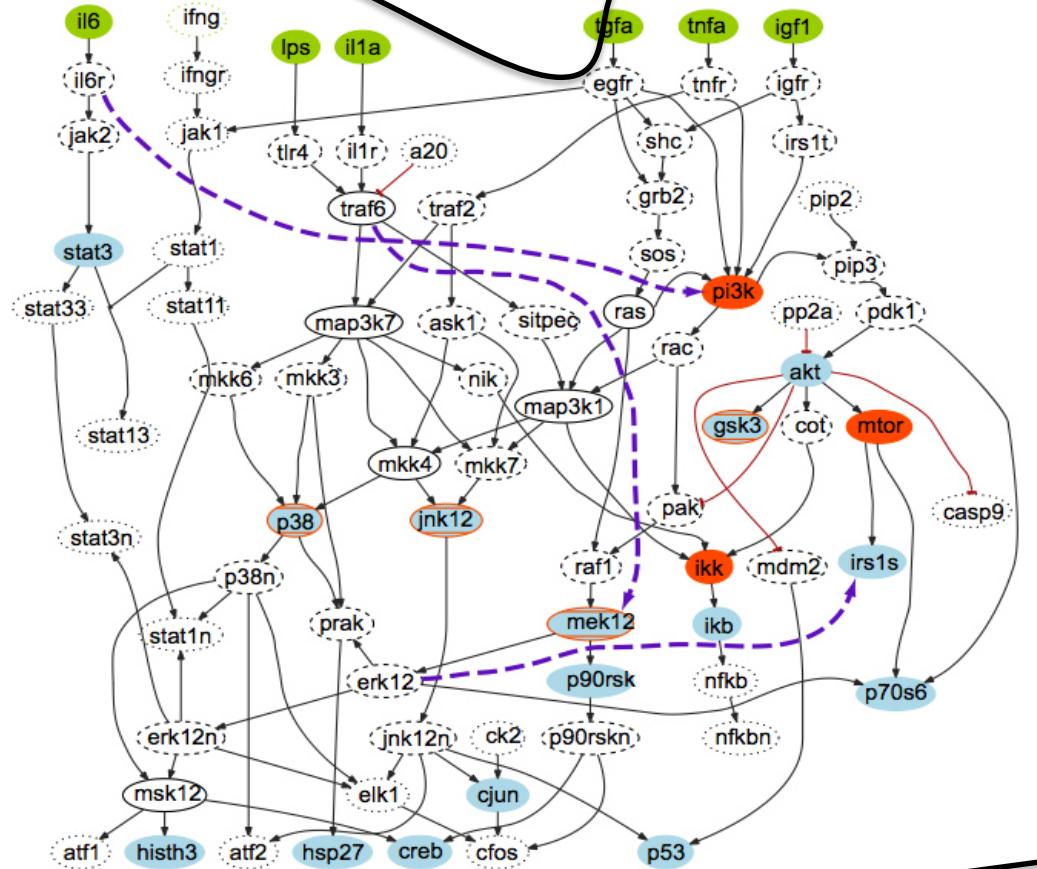 il6
ifng
lps
il1a
tgfa
tnfa
igf1
il6r
ifngr
egfr
tnfr
igfr
jak2
jak1
tlr4
il1r
a20
shc
irs1t
traf6
traf2
grb2
pip2
stat3
stat1
sos
pip3
stat33
stat11
map3k7
ask1
sitpec
ras
pi3k
pp2a
pdk1
rac
mkk6
mkk3
nik
map3k1
akt
gsk3
cot
mtor
stat13
mkk4
mkk7
p38
jnk12
pak
casp9
stat3n
p38n
raf1
ikk
mdm2
irs1s
stat1n
prak
mek12
ikb
erk12
p90rsk
nfkb
p70s6
erk12n
jnk12n
ck2
p90rskn
nfkbn
msk12
elk1
cjun
atf1
histh3
atf2
hsp27
creb
cfos
p53